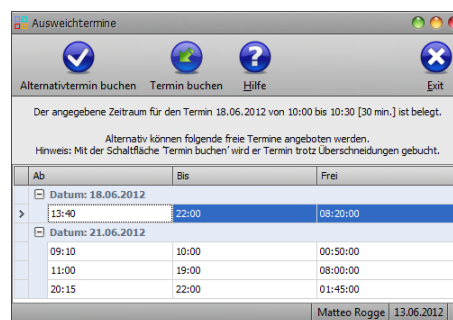 Ausweichtermine
Alternativtermin buchen Termin buchen Hilfe Exit
Der angegebene Zeitraum für den Termin 18.06.2012 von 10:00 bis 10:30 [30 min.] ist belegt.
Alternativ können folgende freie Termine angeboten werden.
Hinweis: Mit der Schaltfläche 'Termin buchen' wird er Termin trotz Überschneidungen gebucht.
Ab Bis Frei
Datum: 18.06.2012
13:40 22:00 08:20:00
Datum: 21.06.2012
09:10 10:00 00:50:00
11:00 19:00 08:00:00
20:15 22:00 01:45:00
Matteo Rogge 13.06.2012